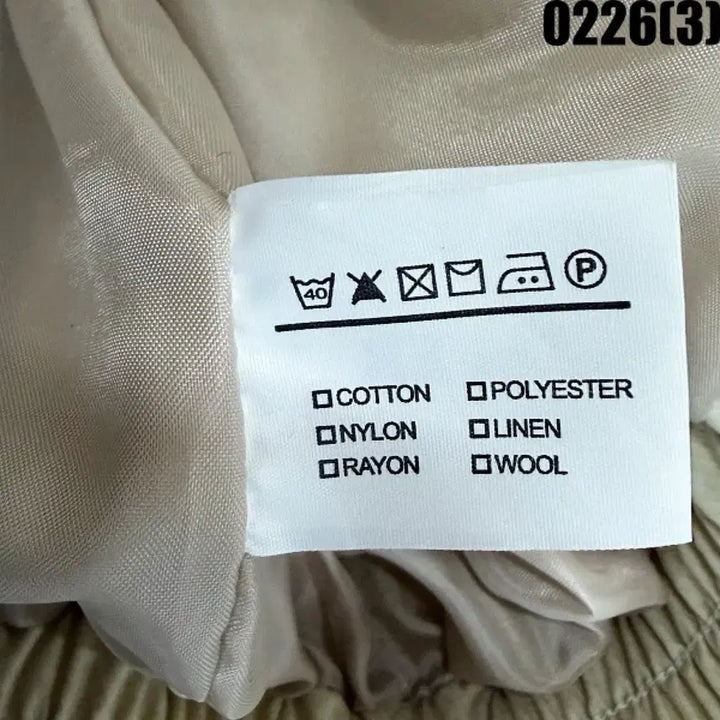 0226(3)
40 P
COTTON POLYESTER
NYLON LINEN
RAYON WOOL